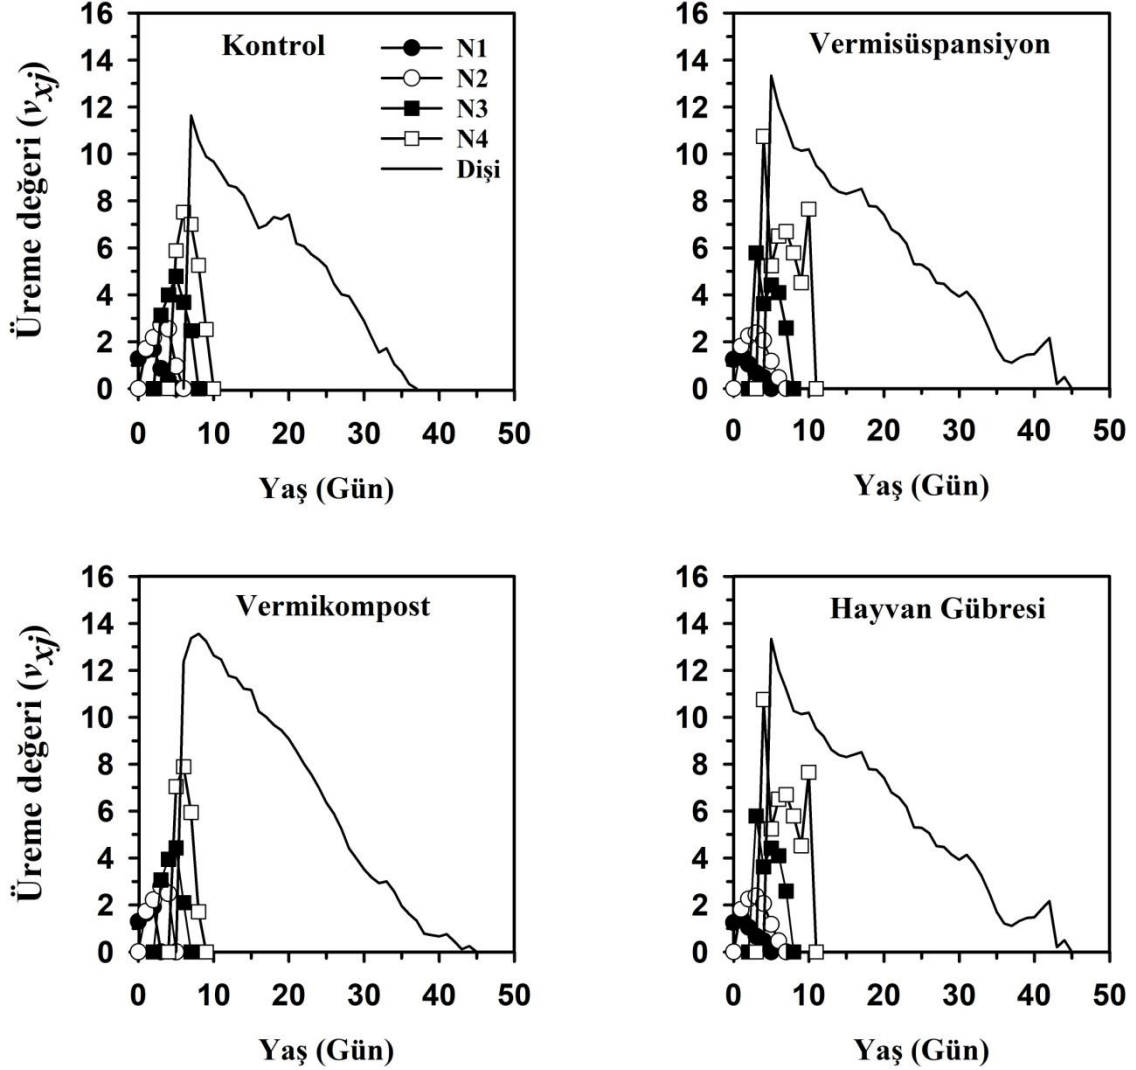 Kontrol
N1
N2
N3
N4
Dişi
Üreme değeri (vxj)
16
14
12
10
8
6
4
2
0
0 10 20 30 40 50
Yaş (Gün)
Vermisüspansiyon
16
14
12
10
8
6
4
2
0
0 10 20 30 40 50
Yaş (Gün)
Vermikompost
Üreme değeri (vxj)
16
14
12
10
8
6
4
2
0
0 10 20 30 40 50
Yaş (Gün)
Hayvan Gübresi
16
14
12
10
8
6
4
2
0
0 10 20 30 40 50
Yaş (Gün)